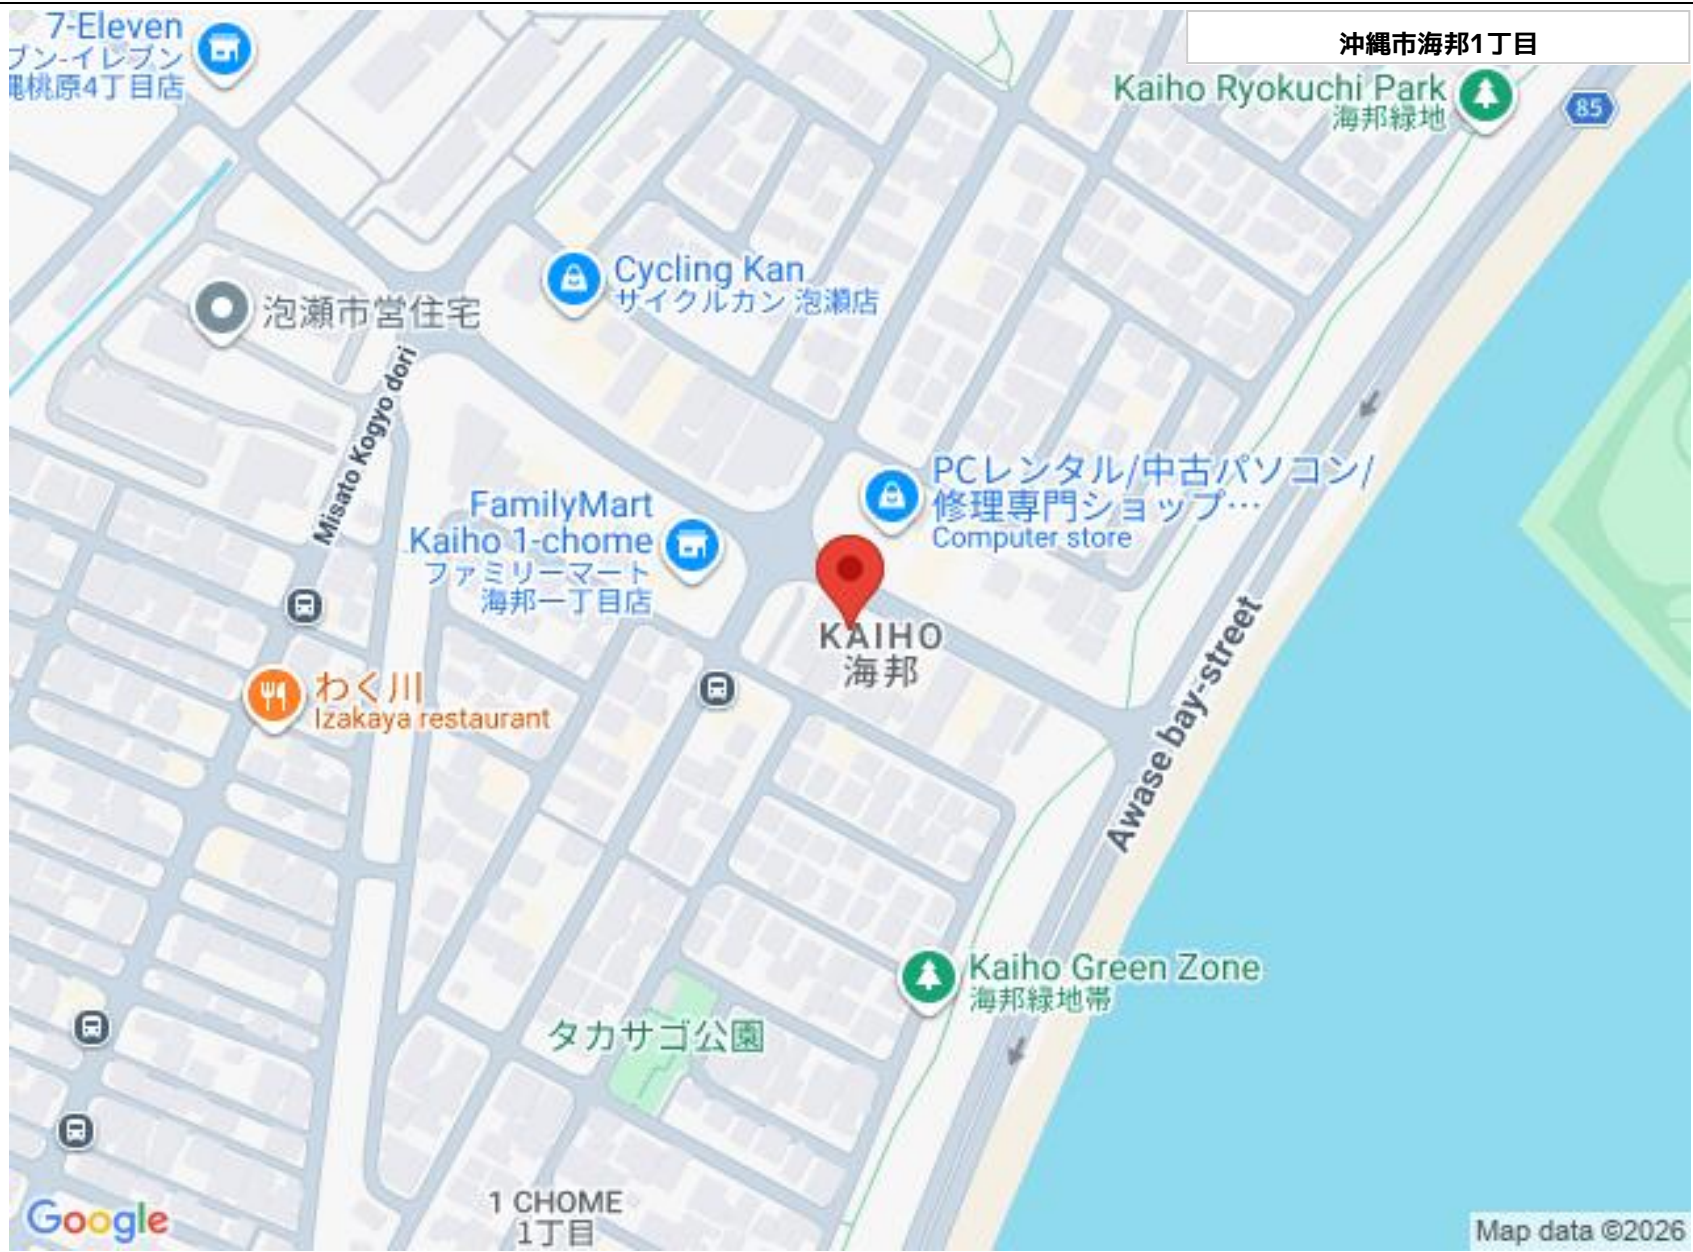 7-Eleven
ブン-イレブン
縄桃原4丁目店
沖縄市海邦1丁目
Kaiho Ryokuchi Park
海邦緑地
85
Cycling Kan
サイクルカン 泡瀬店
泡瀬市営住宅
Misato Kogyo dori
PCレンタル/中古パソコン/
修理専門ショップ…
Computer store
FamilyMart
Kaiho 1-chome
ファミリーマート
海邦一丁目店
KAIHO
海邦
わく川
Izakaya restaurant
Awase bay-street
Kaiho Green Zone
海邦緑地帯
タカサゴ公園
1 CHOME
1丁目
Google
Map data ©2026